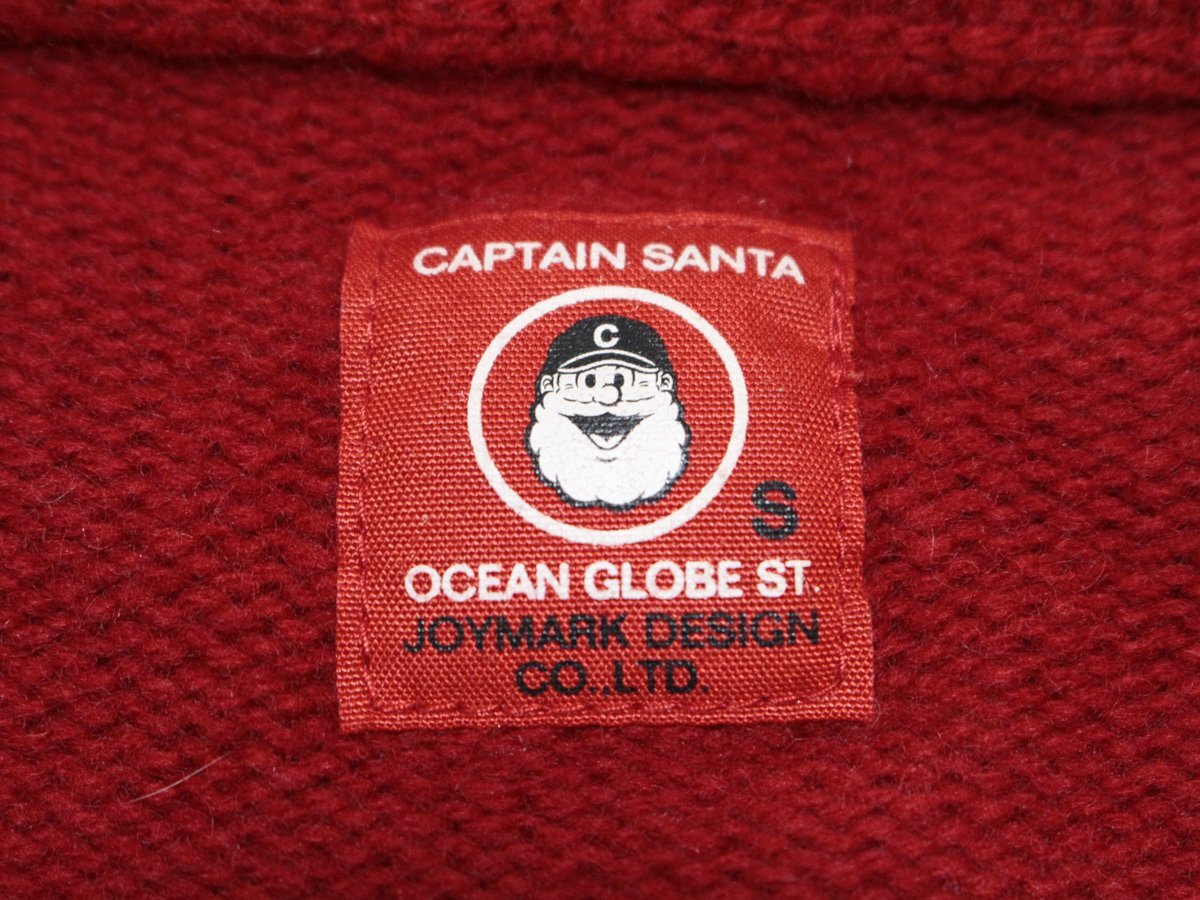 CAPTAIN SANTA
C
S
OCEAN GLOBE ST.
JOYMARK DESIGN
CO.,LTD.